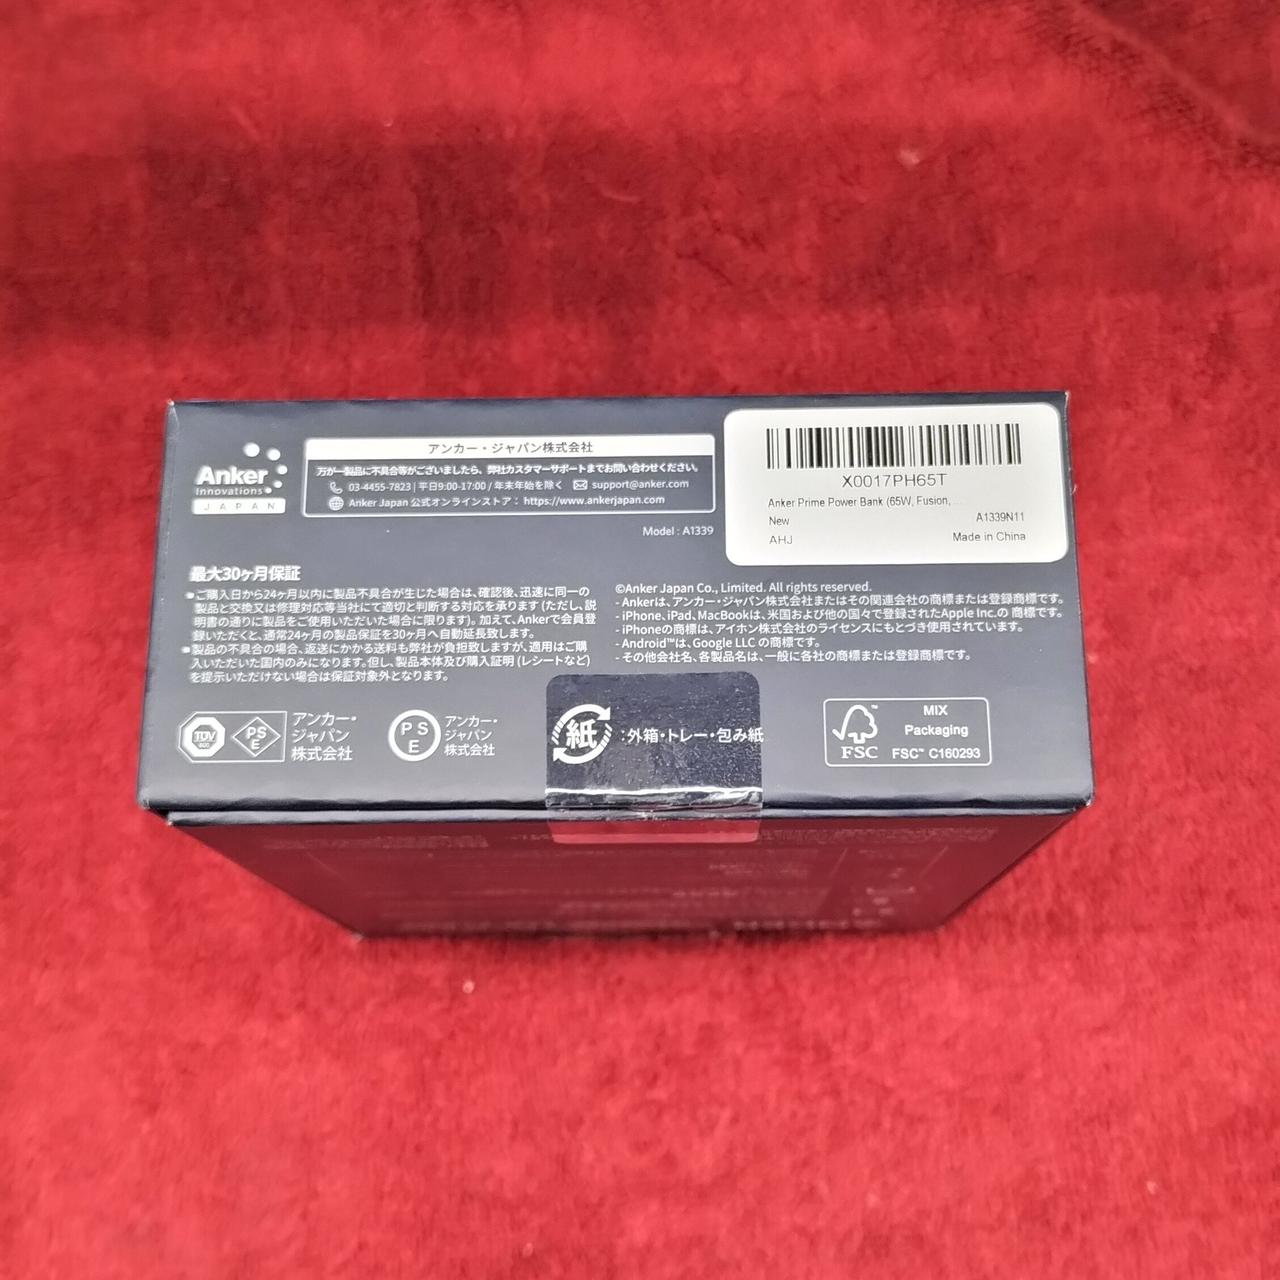 Anker
Innovations
JAPAN
アンカー・ジャパン株式会社
万が一製品に不具合等がございましたら、弊社カスタマーサポートまでお問い合わせください。
03-4455-7823 | 平日9:00-17:00 / 年末年始を除く support@anker.com
Anker Japan 公式オンラインストア： https://www.ankerjapan.com
Model : A1339
X0017PH65T
Anker Prime Power Bank (65W, Fusion, ...
New A1339N11
AHJ Made in China
最大30ヶ月保証
●ご購入日から24ヶ月以内に製品不具合が生じた場合は、確認後、迅速に同一の
製品と交換又は修理対応等当社にて適切と判断する対応を承ります (ただし、説
明書の通りに製品をご使用いただいた場合に限ります)。加えて、Ankerで会員登
録いただくと、通常24ヶ月の製品保証を30ヶ月へ自動延長致します。
●製品の不具合の場合、返送にかかる送料も弊社が負担致しますが、適用はご購
入いただいた国内のみになります。但し、製品本体及び購入証明 (レシートなど)
を提示いただけない場合は保証対象外となります。
©Anker Japan Co., Limited. All rights reserved.
- Ankerは、アンカー・ジャパン株式会社またはその関連会社の商標または登録商標です。
- iPhone、iPad、MacBookは、米国および他の国々で登録されたApple Inc.の 商標です。
- iPhoneの商標は、アイホン株式会社のライセンスにもとづき使用されています。
- Android™は、Google LLC の商標です。
- その他会社名、各製品名は、一般に各社の商標または登録商標です。
TÜV
SÜD
PS
E
アンカー・
ジャパン
株式会社
PS
E
アンカー・
ジャパン
株式会社
紙 :外箱・トレー・包み紙
FSC™
MIX
Packaging
FSC™ C160293